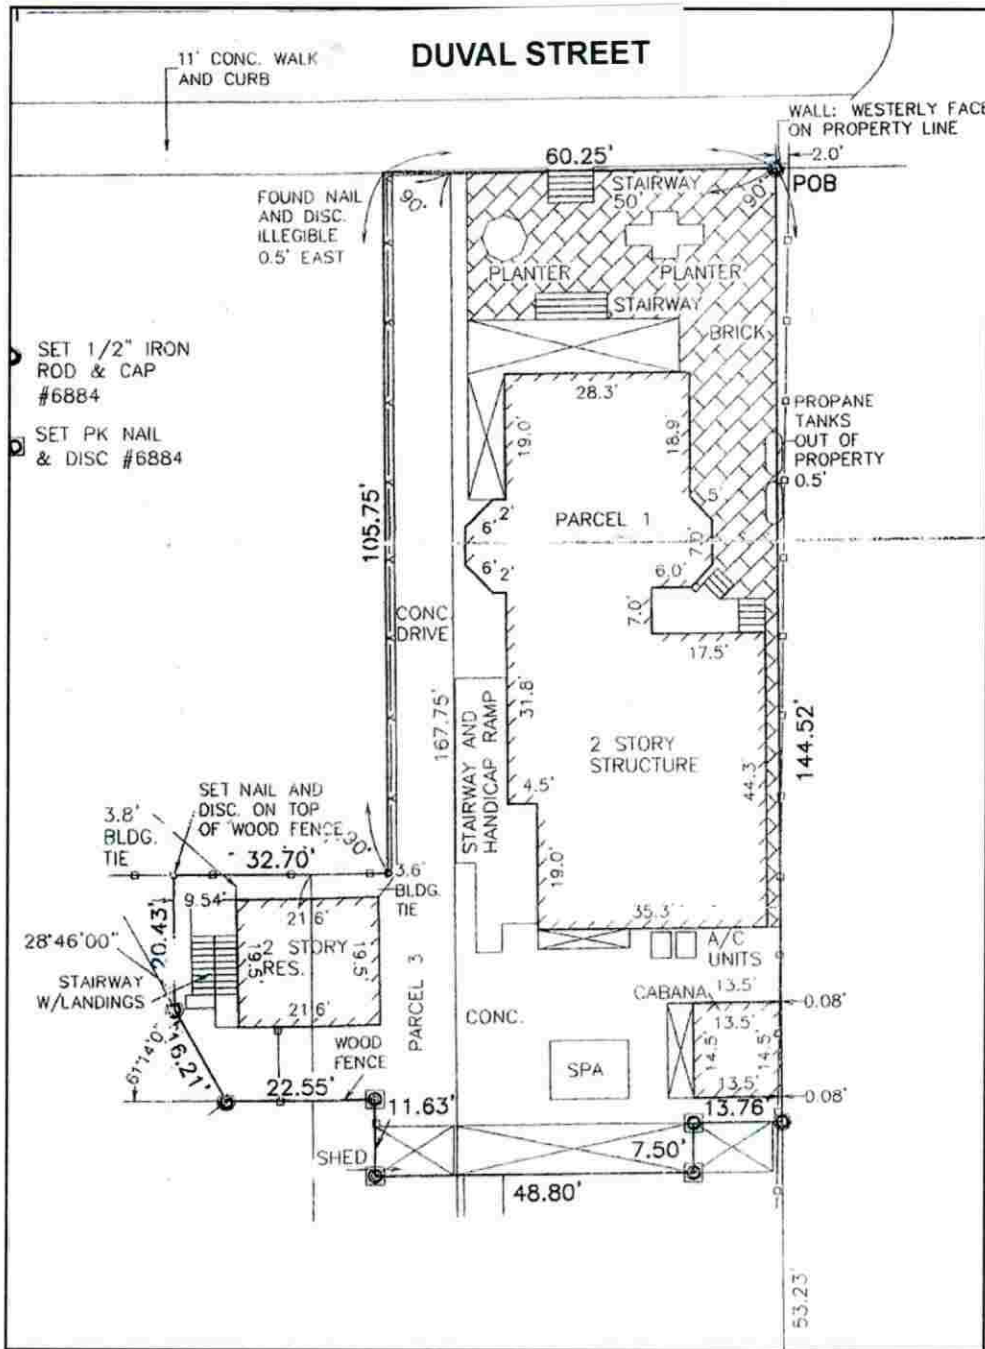 DUVAL STREET
11' CONC. WALK
AND CURB
WALL: WESTERLY FACE
ON PROPERTY LINE
60.25'
2.0'
POB
90°
90°
FOUND NAIL
AND DISC.
ILLEGIBLE
0.5' EAST
STAIRWAY
50'
PLANTER
PLANTER
STAIRWAY
BRICK
SET 1/2" IRON
ROD & CAP
#6884
SET PK NAIL
& DISC #6884
28.3'
19.0'
18.9'
PROPANE
TANKS
OUT OF
PROPERTY
0.5'
105.75'
PARCEL 1
5'
2'
6'
6'
2'
7.0'
6.0'
7.0'
17.5'
CONC.
DRIVE
167.75'
31.8'
STAIRWAY AND
HANDICAP RAMP
2 STORY
STRUCTURE
144.52'
44.3'
4.5'
19.0'
35.3'
SET NAIL AND
DISC. ON TOP
OF WOOD FENCE
90°
3.8'
BLDG.
TIE
32.70'
3.6'
BLDG.
TIE
9.54'
21.6'
20.43'
28°46'00"
19.5'
2 STORY
RES.
19.5'
STAIRWAY
W/LANDINGS
21.6'
PARCEL 3
CONC.
A/C
UNITS
CABANA
13.5'
0.08'
13.5'
14.5'
14.5'
13.5'
0.08'
SPA
WOOD
FENCE
16.21'
22.55'
11.63'
13.76'
7.50'
SHED
48.80'
53.23'